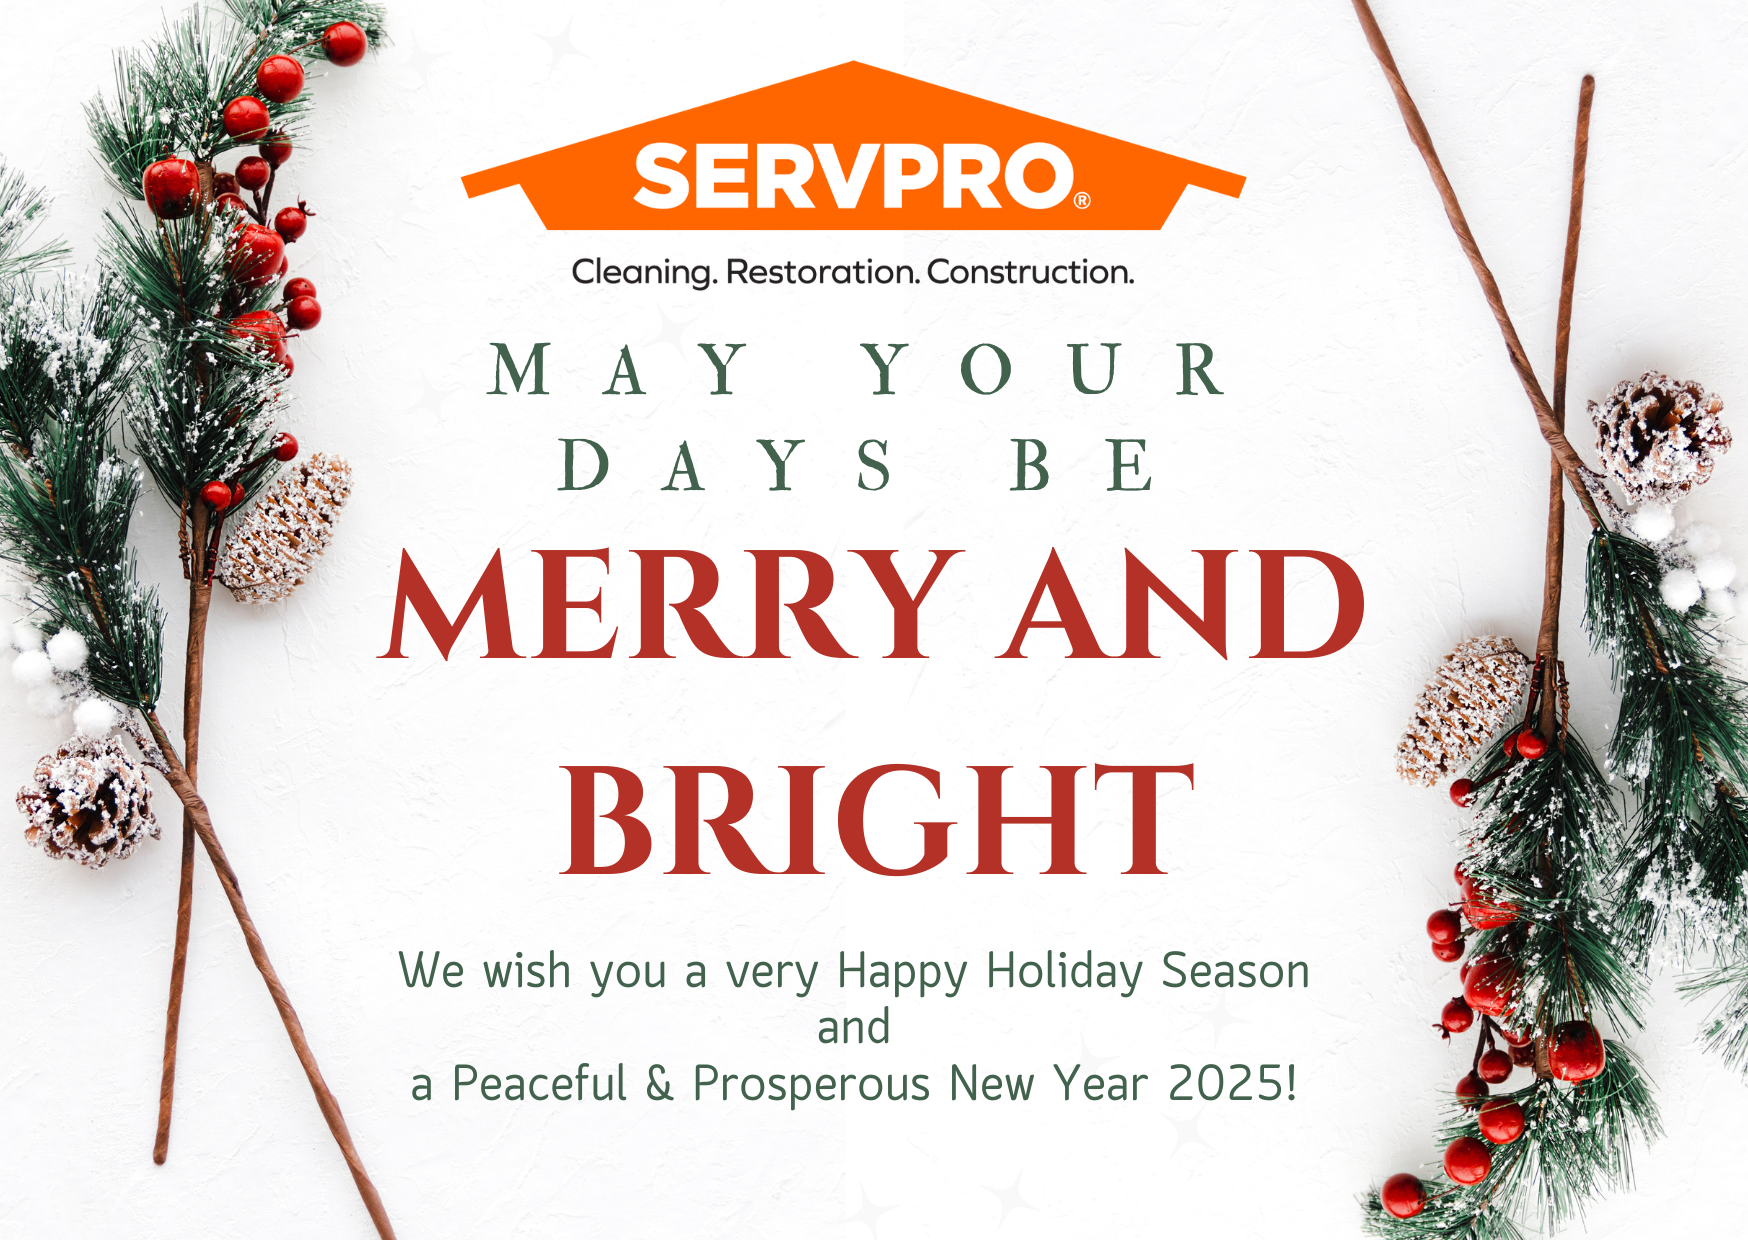 SERVPRO®
Cleaning. Restoration. Construction.
MAY YOUR
DAYS BE
MERRY AND
BRIGHT
We wish you a very Happy Holiday Season
and
a Peaceful & Prosperous New Year 2025!